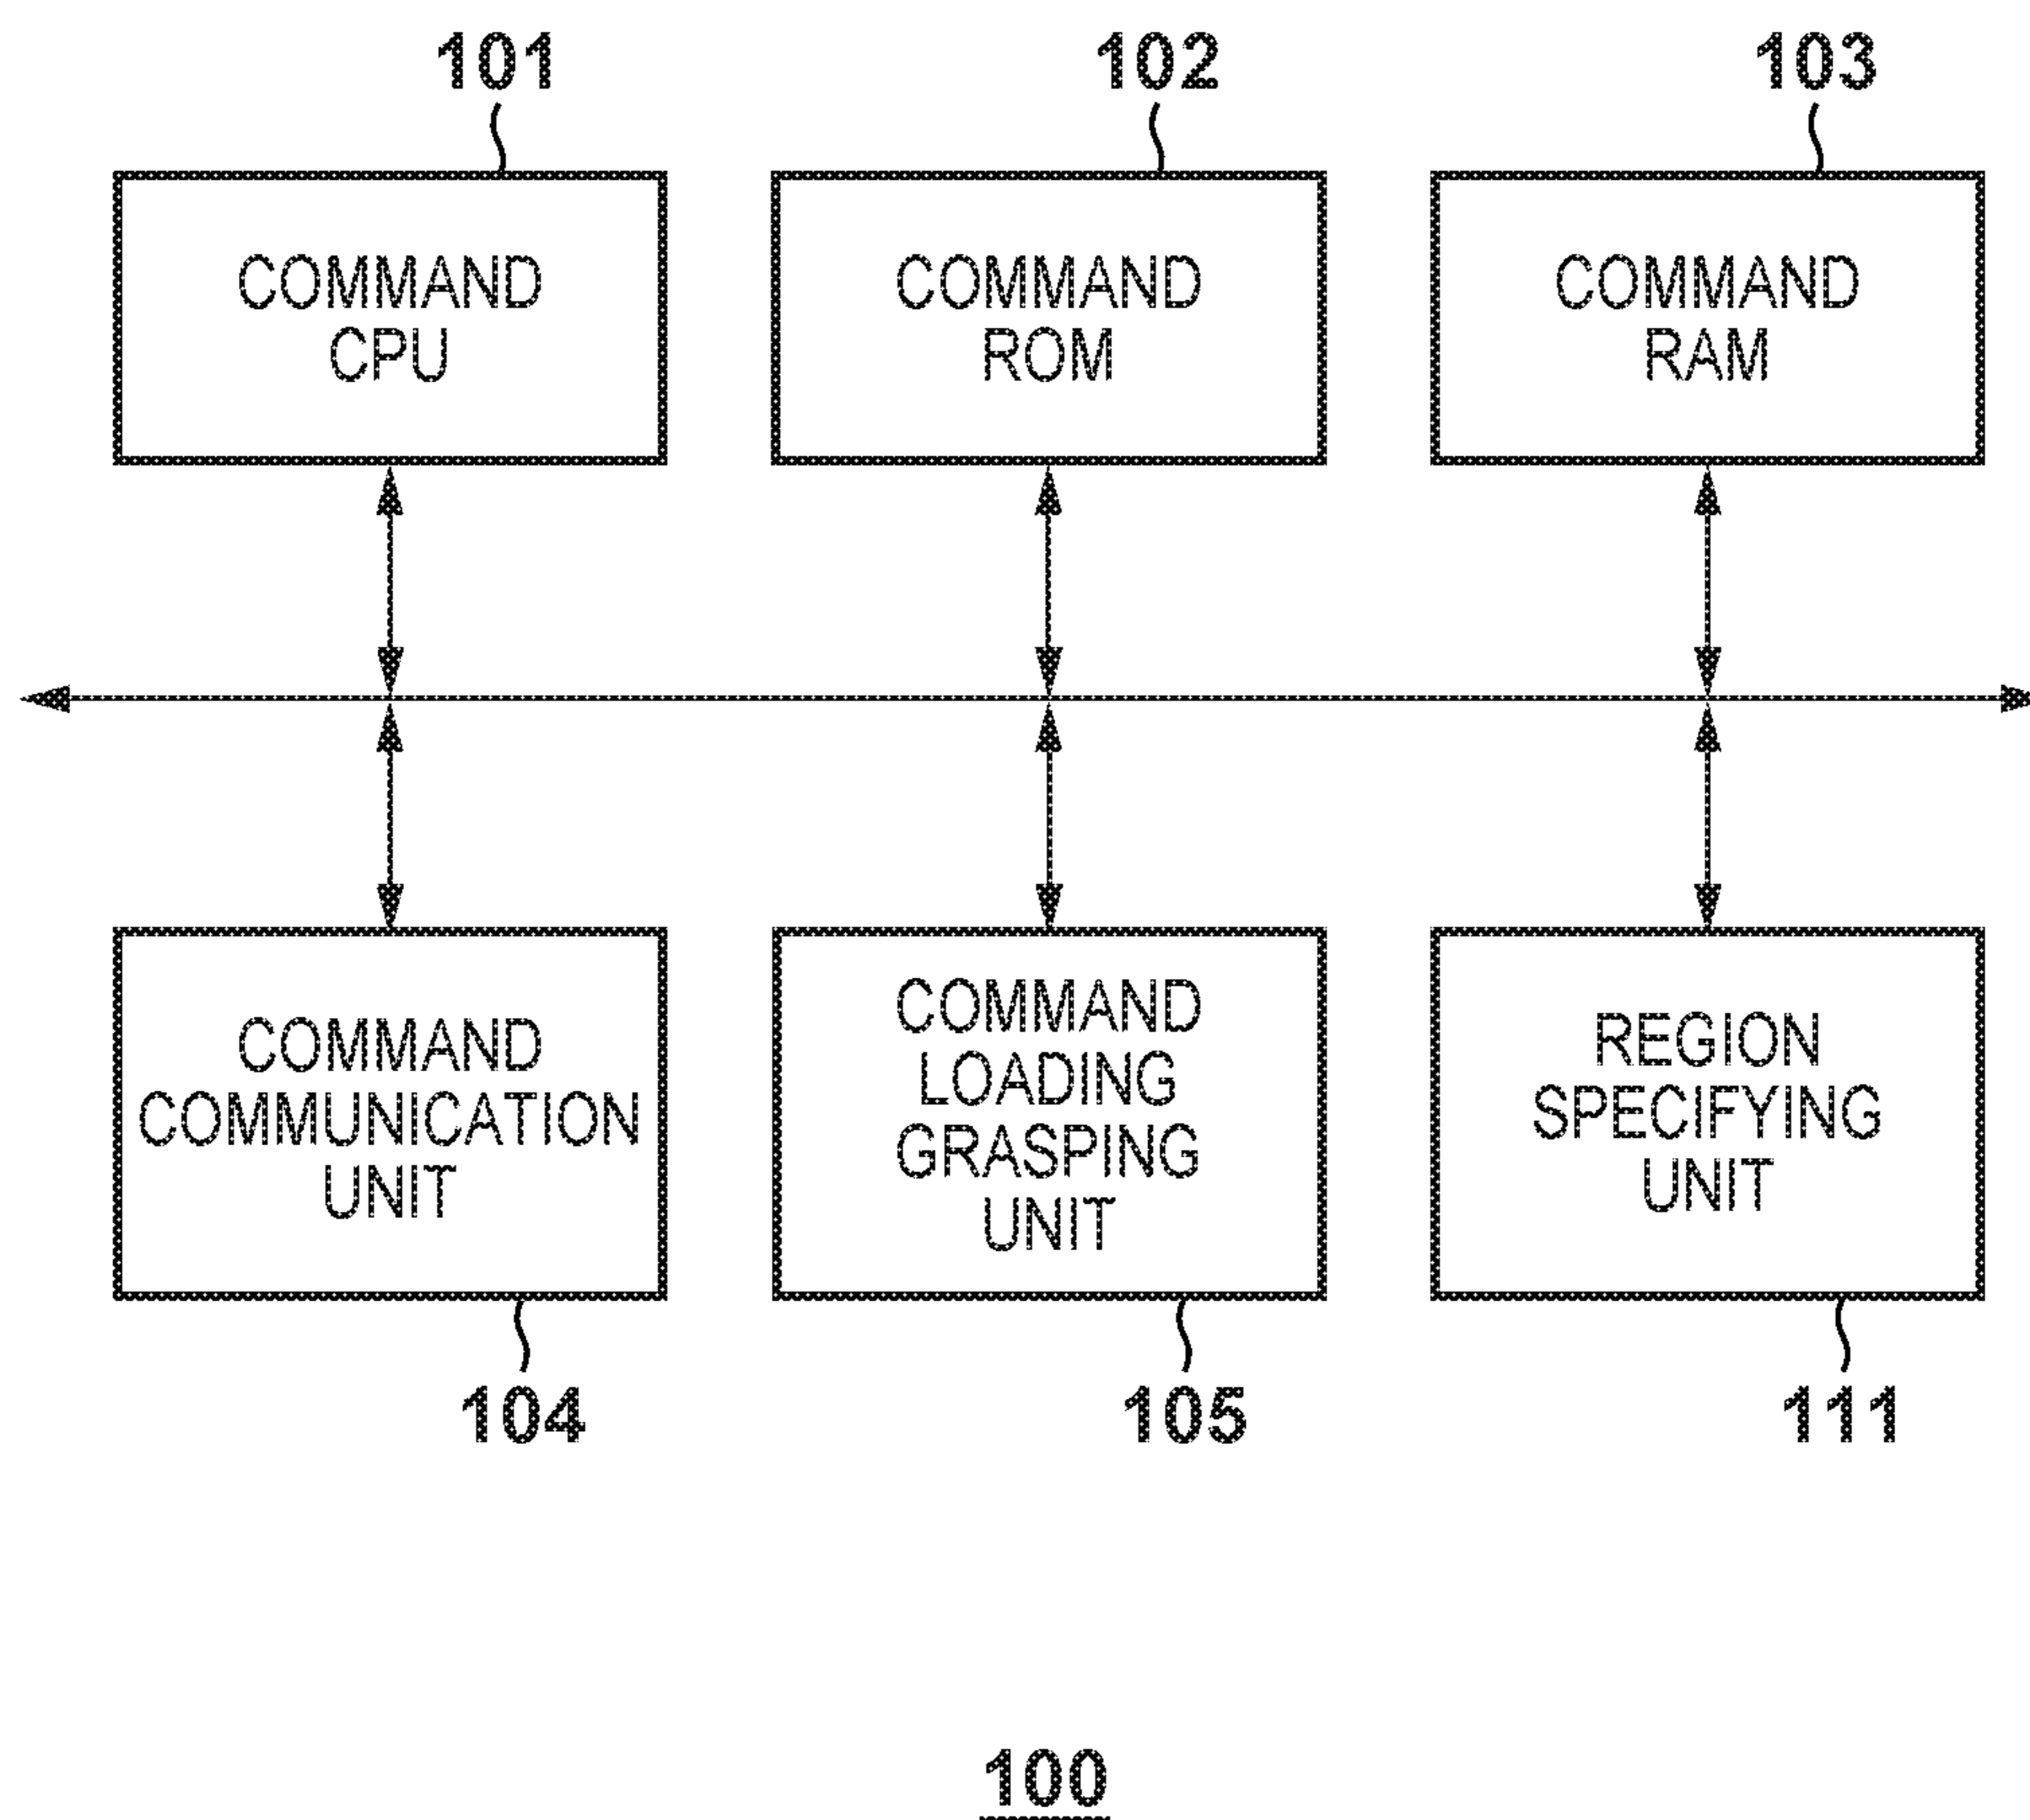 101 102 103
COMMAND CPU
COMMAND ROM
COMMAND RAM
COMMAND COMMUNICATION UNIT
COMMAND LOADING GRASPING UNIT
REGION SPECIFYING UNIT
104 105 111
100